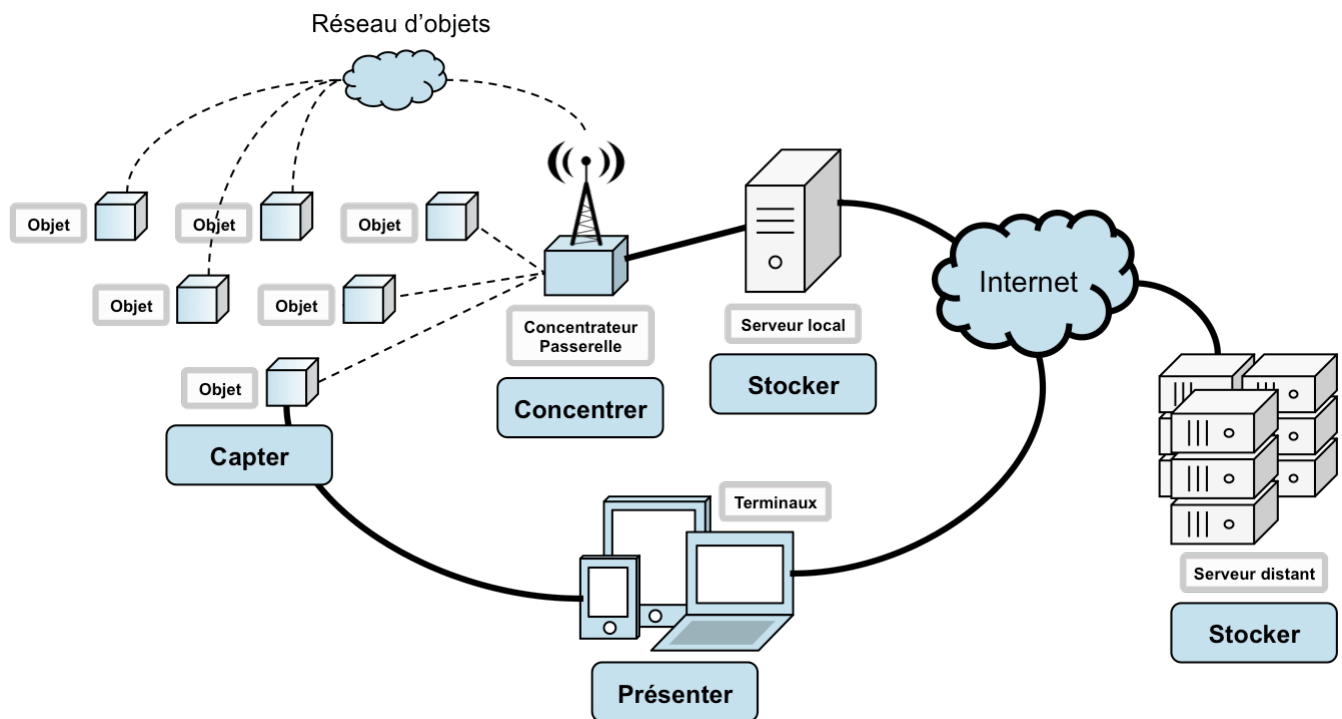 Réseau d'objets
Objet
Objet
Objet
Objet
Objet
Objet
Capter
Concentrateur
Passerelle
Concentrer
Serveur local
Stocker
Internet
Terminaux
Présenter
Serveur distant
Stocker